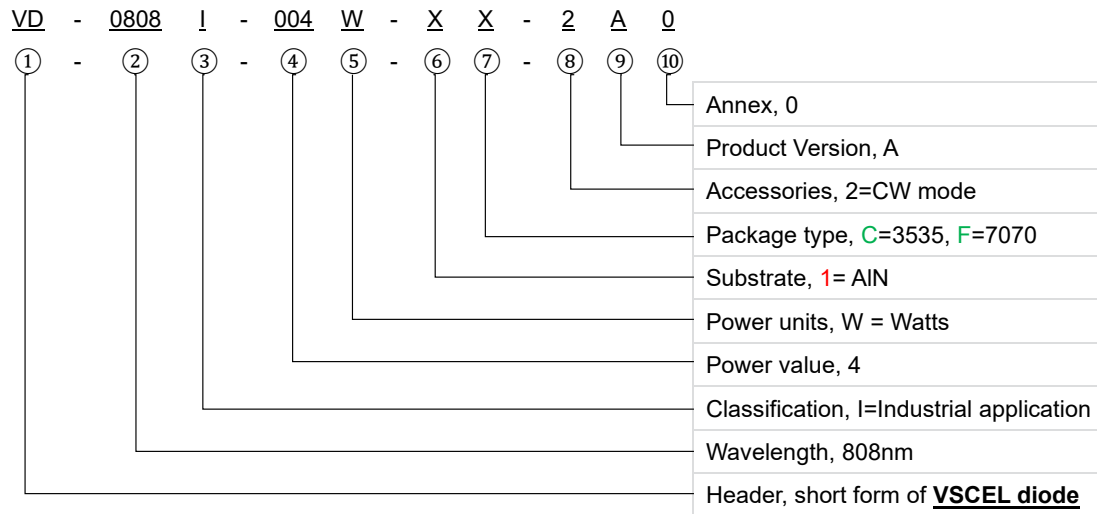 VD - 0808 I - 004 W - X X - 2 A 0
① - ② ③ - ④ ⑤ - ⑥ ⑦ - ⑧ ⑨ ⑩
Annex, 0
Product Version, A
Accessories, 2=CW mode
Package type, C=3535, F=7070
Substrate, 1= AlN
Power units, W = Watts
Power value, 4
Classification, I=Industrial application
Wavelength, 808nm
Header, short form of VSCEL diode